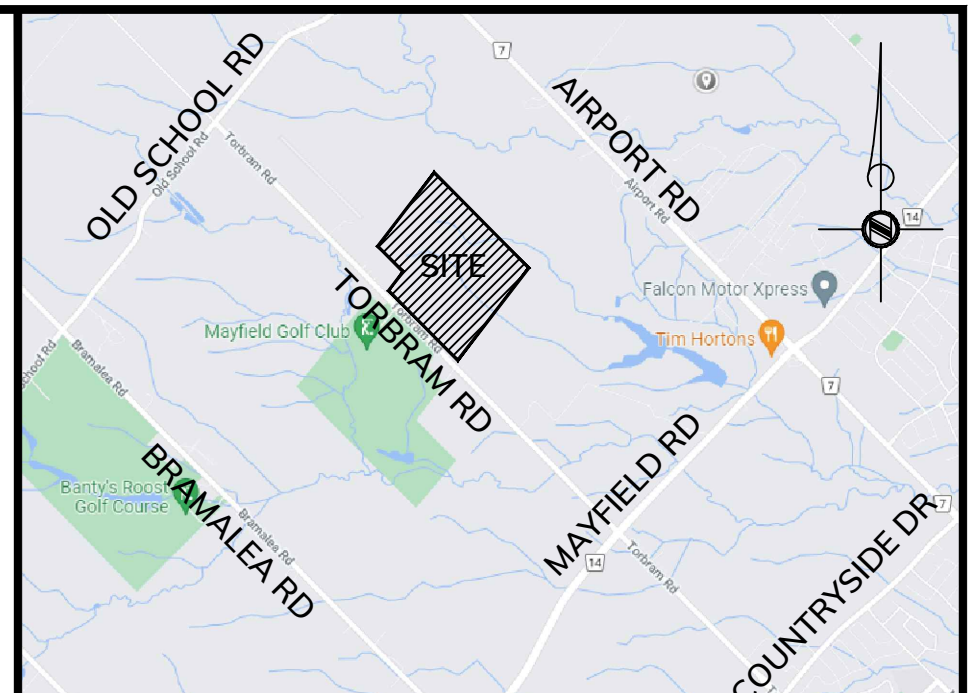 OLD SCHOOL RD
Old School Rd
7
AIRPORT RD
Airport Rd
Torbram Rd
14
SITE
Falcon Motor Xpress
TORBRAM RD
Torbram Rd
Mayfield Golf Club
Tim Hortons
hool Rd
Bramalea Rd
7
MAYFIELD RD
BRAMALEA RD
Banty's Roost
Golf Course
Bramalea Rd
7
14
Torbram Rd
COUNTRYSIDE DR